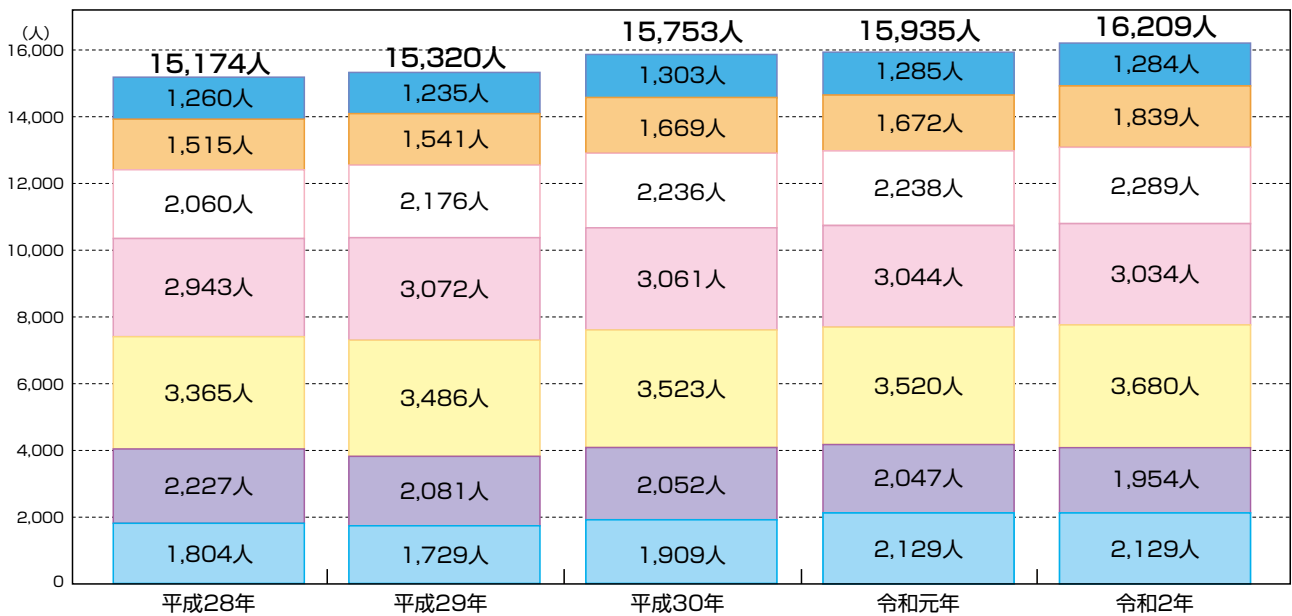 (人)
15,174人 15,320人 15,753人 15,935人 16,209人
16,000
1,260人 1,235人 1,303人 1,285人 1,284人
14,000
1,515人 1,541人 1,669人 1,672人 1,839人
12,000
2,060人 2,176人 2,236人 2,238人 2,289人
10,000
2,943人 3,072人 3,061人 3,044人 3,034人
8,000
6,000
3,365人 3,486人 3,523人 3,520人 3,680人
4,000
2,227人 2,081人 2,052人 2,047人 1,954人
2,000
1,804人 1,729人 1,909人 2,129人 2,129人
0
平成28年 平成29年 平成30年 令和元年 令和2年